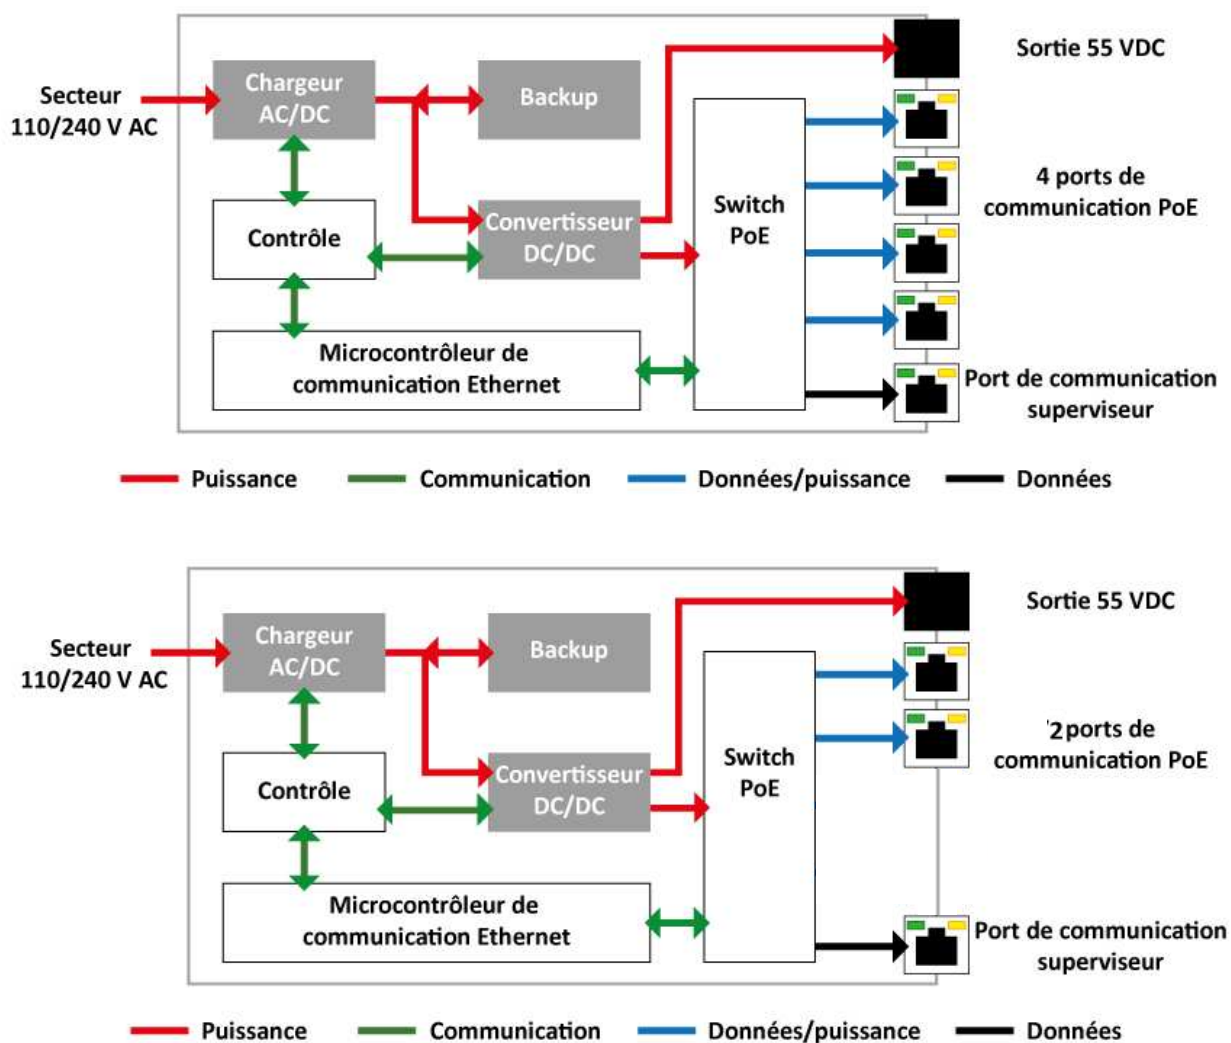 Secteur
110/240 V AC
Chargeur
AC/DC
Backup
Sortie 55 VDC
Contrôle
Convertisseur
DC/DC
Switch
PoE
4 ports de
communication PoE
Microcontrôleur de
communication Ethernet
Port de communication
superviseur
Puissance
Communication
Données/puissance
Données
Secteur
110/240 V AC
Chargeur
AC/DC
Backup
Sortie 55 VDC
Contrôle
Convertisseur
DC/DC
Switch
PoE
2 ports de
communication PoE
Microcontrôleur de
communication Ethernet
Port de communication
superviseur
Puissance
Communication
Données/puissance
Données